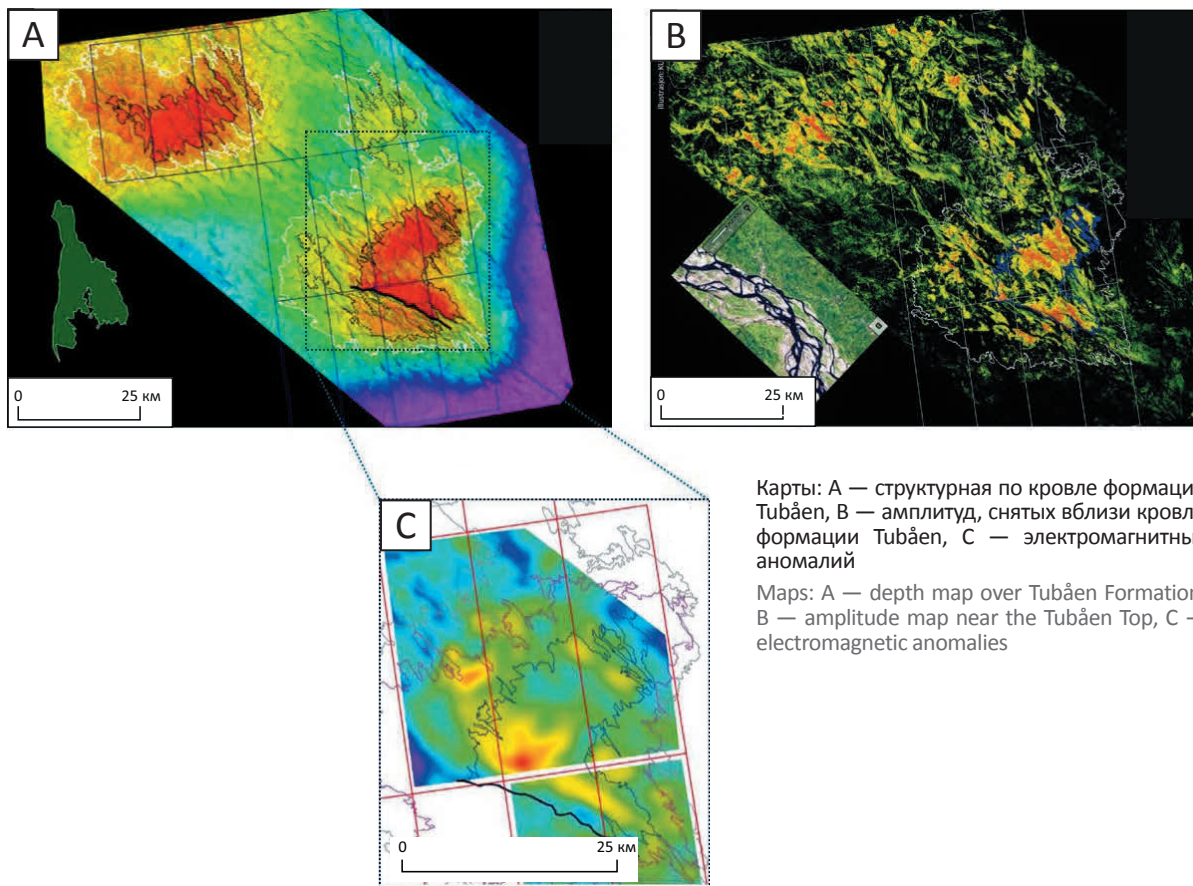 A
B
0 25 км
0 25 км
C
0 25 км
Карты: A — структурная по кровле формаци
Tubåen, B — амплитуд, снятых вблизи кровл
формации Tubåen, C — электромагнитны
аномалий
Maps: A — depth map over Tubåen Formation
B — amplitude map near the Tubåen Top, C –
electromagnetic anomalies